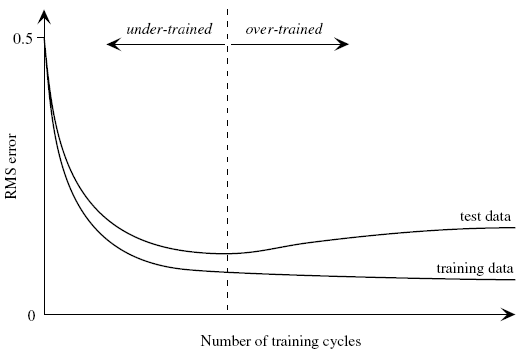 under-trained over-trained
0.5
RMS error
test data
training data
0
Number of training cycles